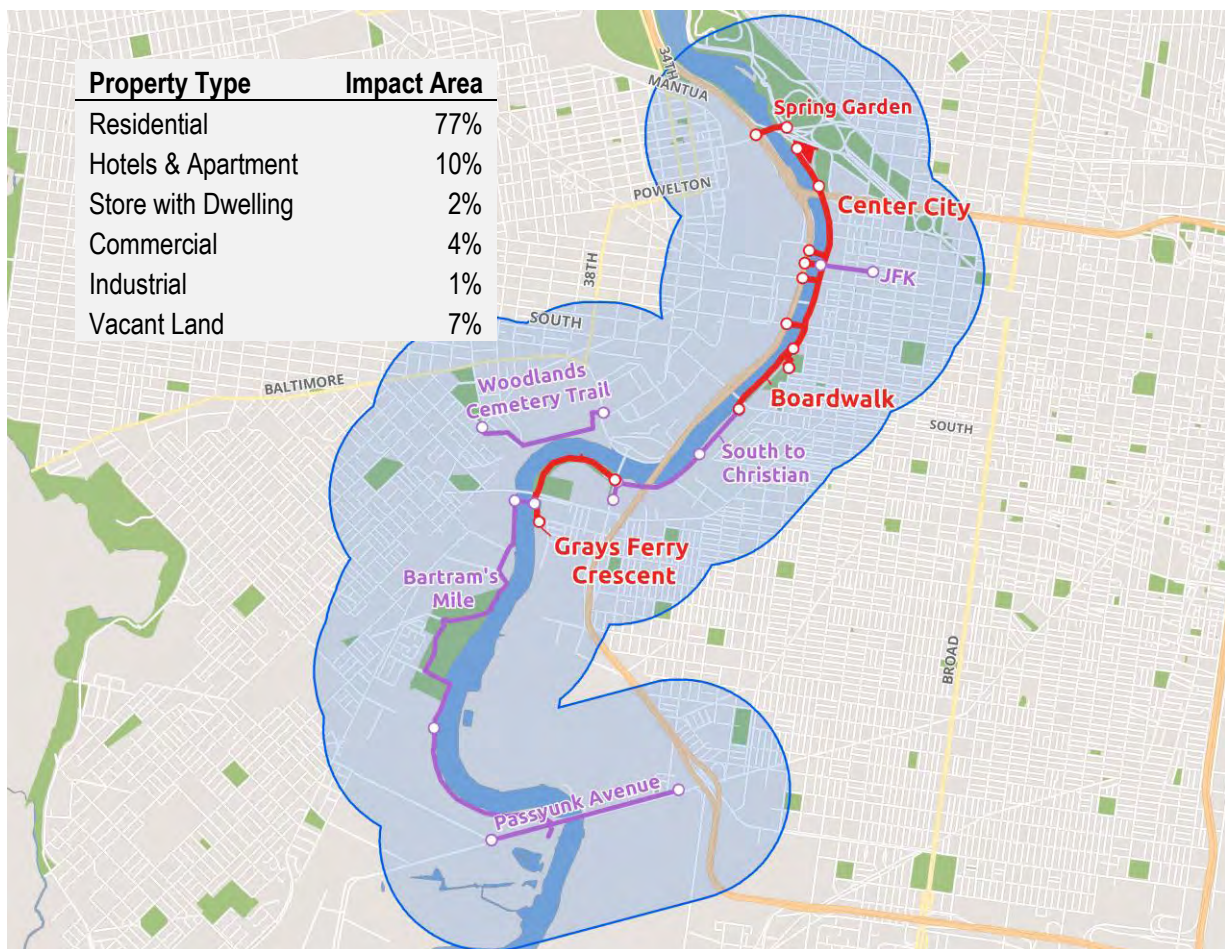 Property Type Impact Area
Residential 77%
Hotels & Apartment 10%
Store with Dwelling 2%
Commercial 4%
Industrial 1%
Vacant Land 7%
34TH
MANTUA
Spring Garden
POWELTON
Center City
38TH
JFK
SOUTH
BALTIMORE
Woodlands
Cemetery Trail
Boardwalk
SOUTH
South to
Christian
Grays Ferry
Crescent
Bartram's
Mile
BROAD
Passyunk Avenue